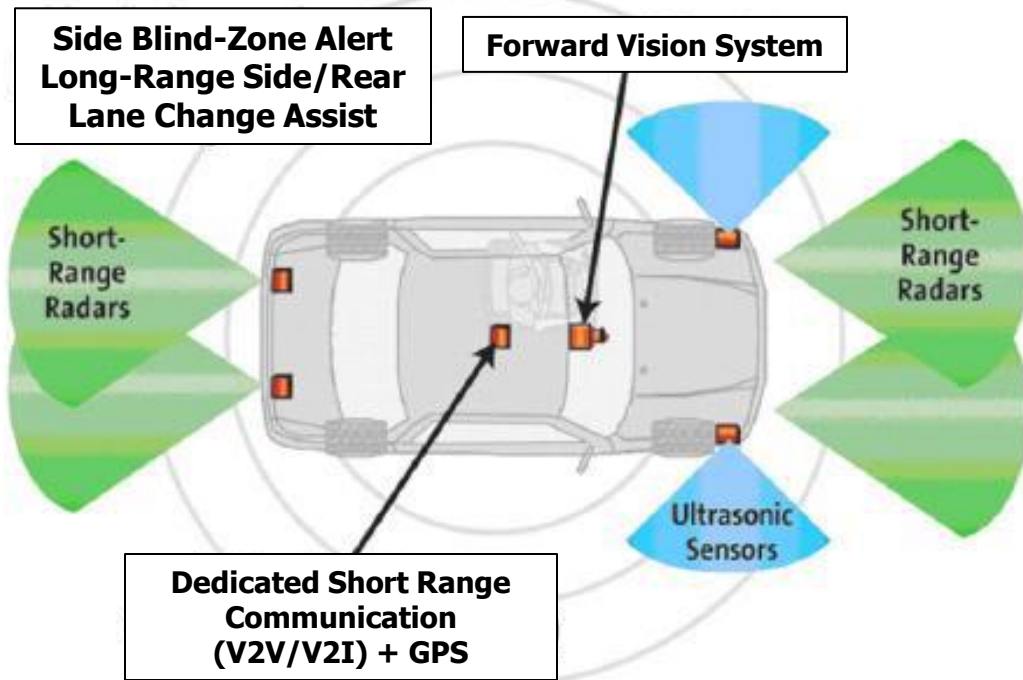 Side Blind-Zone Alert
Long-Range Side/Rear
Lane Change Assist
Forward Vision System
Short-
Range
Radars
Short-
Range
Radars
Ultrasonic
Sensors
Dedicated Short Range
Communication
(V2V/V2I) + GPS